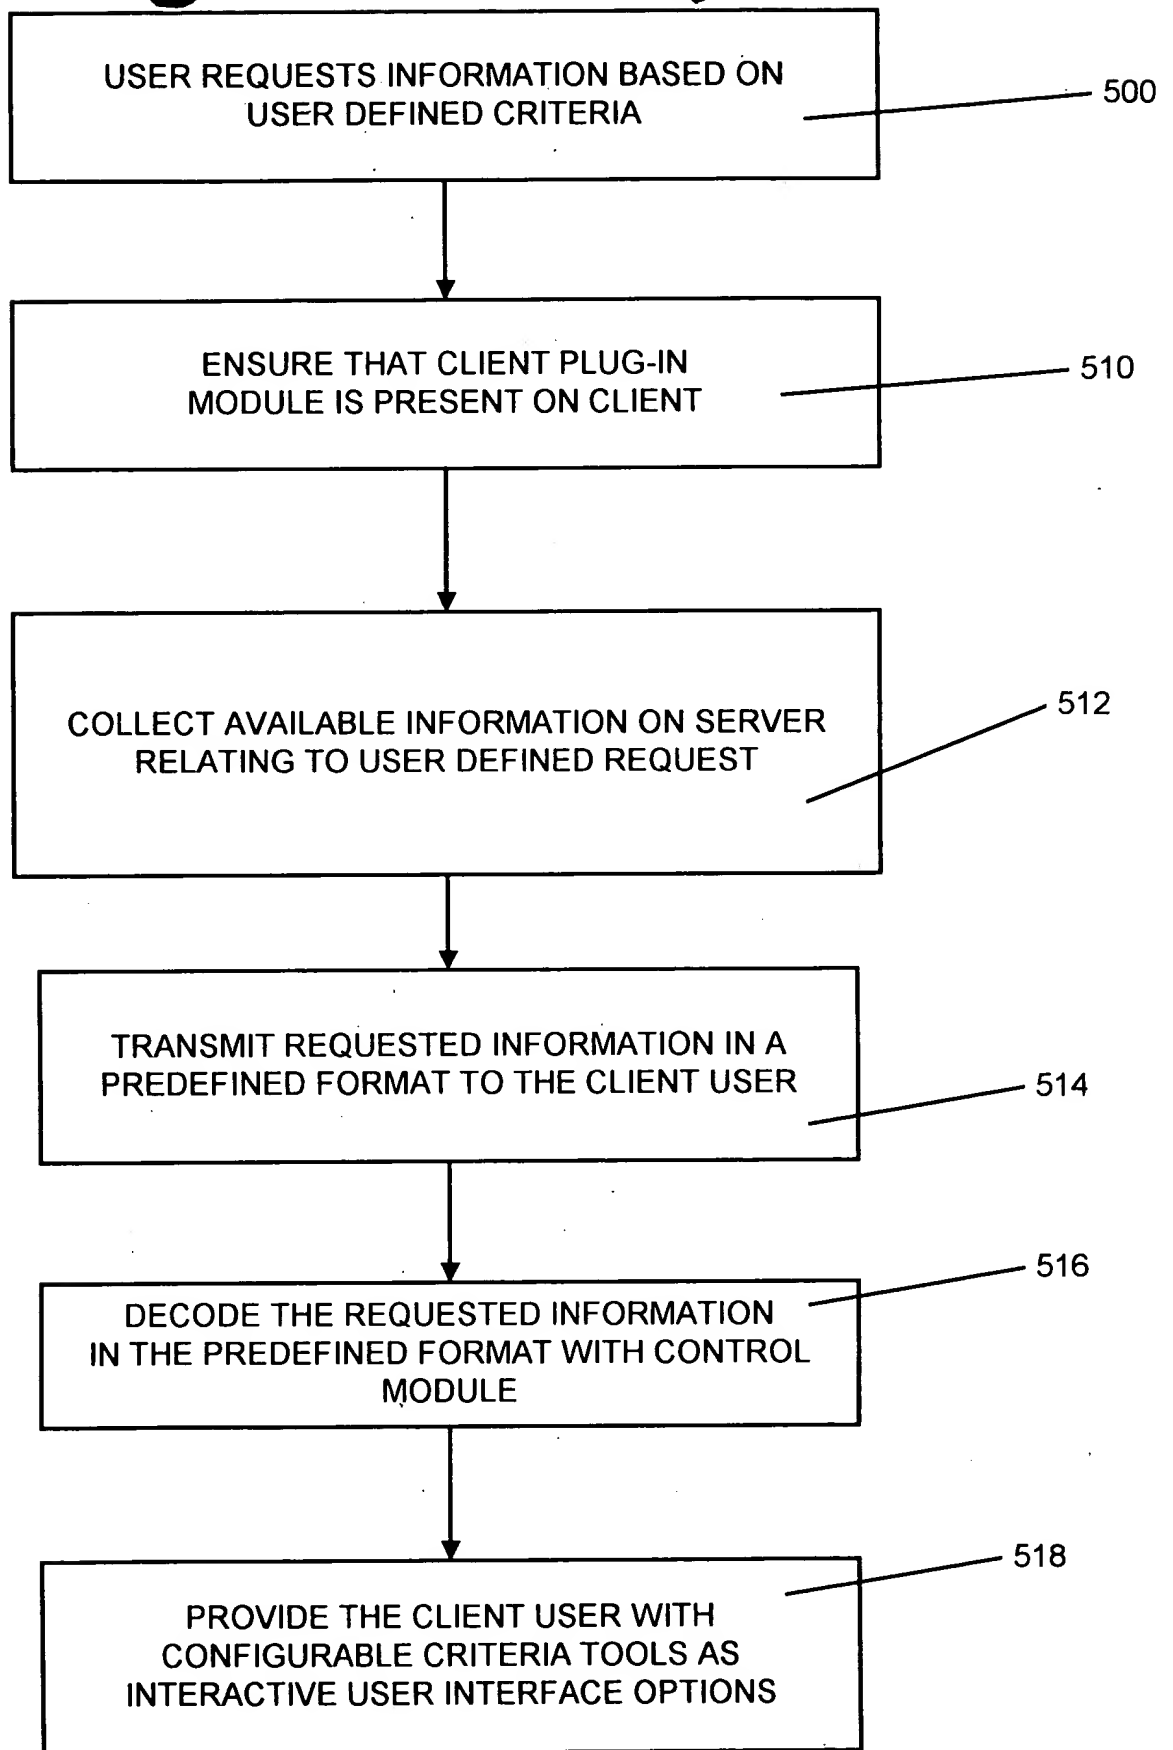 USER REQUESTS INFORMATION BASED ON
USER DEFINED CRITERIA
500
ENSURE THAT CLIENT PLUG-IN
MODULE IS PRESENT ON CLIENT
510
COLLECT AVAILABLE INFORMATION ON SERVER
RELATING TO USER DEFINED REQUEST
512
TRANSMIT REQUESTED INFORMATION IN A
PREDEFINED FORMAT TO THE CLIENT USER
514
516
DECODE THE REQUESTED INFORMATION
IN THE PREDEFINED FORMAT WITH CONTROL
MODULE
518
PROVIDE THE CLIENT USER WITH
CONFIGURABLE CRITERIA TOOLS AS
INTERACTIVE USER INTERFACE OPTIONS